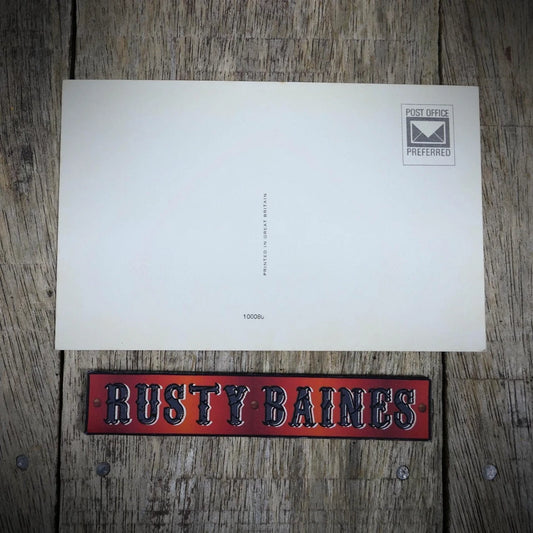 POST OFFICE
PREFERRED
PRINTED IN GREAT BRITAIN
RUSTY BAINES